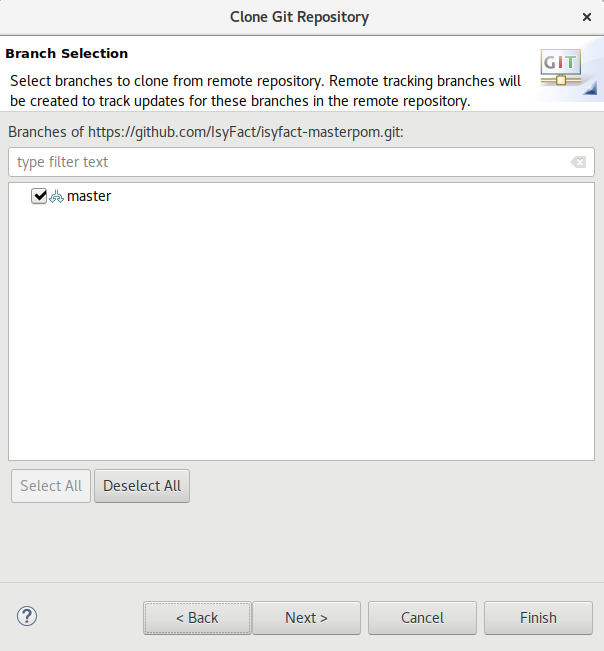 Clone Git Repository
Branch Selection
Select branches to clone from remote repository. Remote tracking branches will
be created to track updates for these branches in the remote repository.
GIT
Branches of https://github.com/IsyFact/isyfact-masterpom.git:
type filter text
master
Select All
Deselect All
< Back
Next >
Cancel
Finish